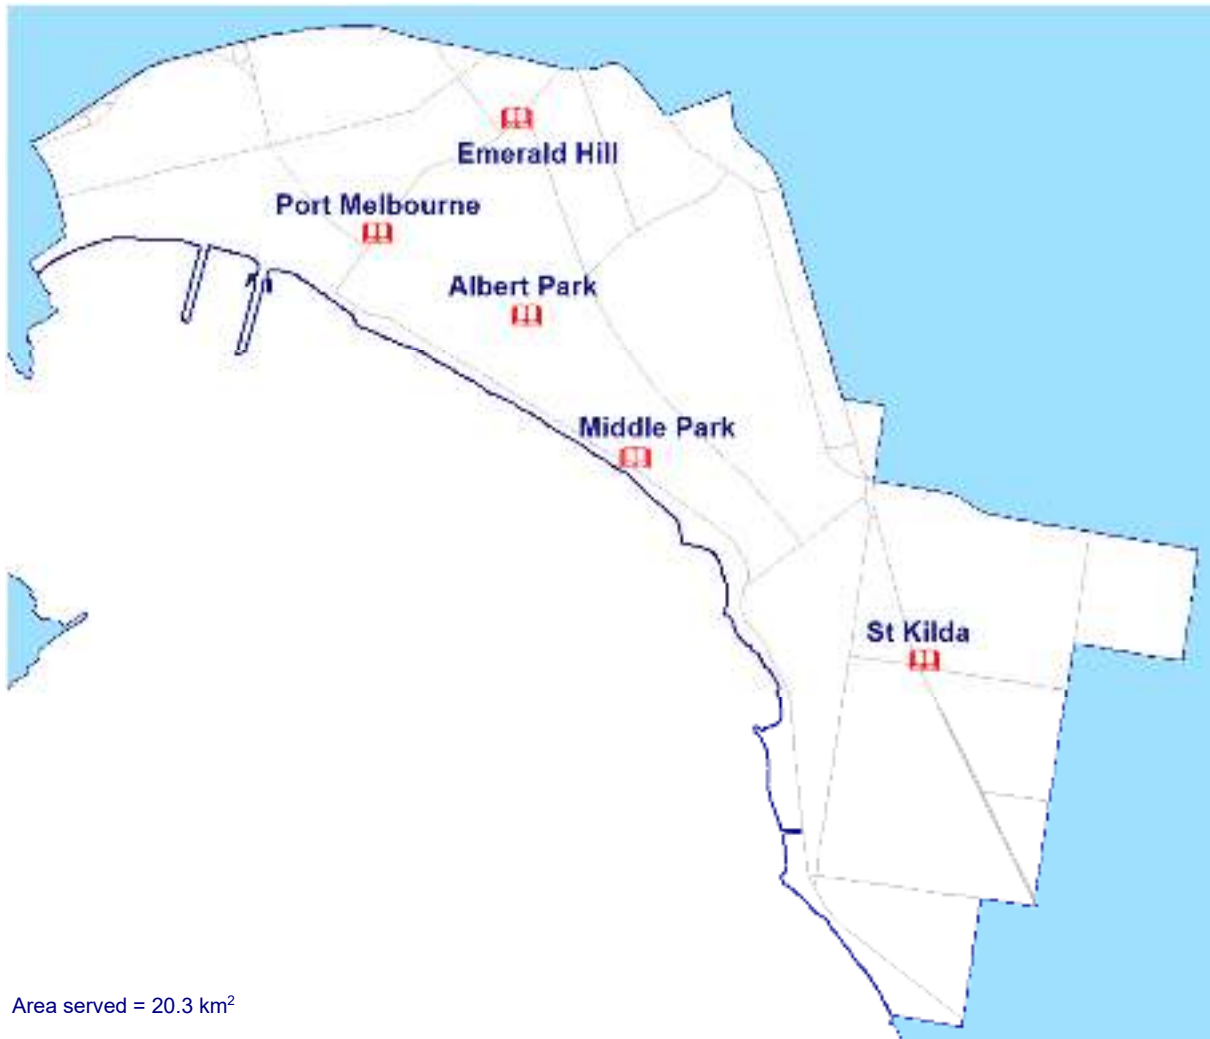 Emerald Hill
Port Melbourne
Albert Park
Middle Park
St Kilda
Area served = 20.3 km²